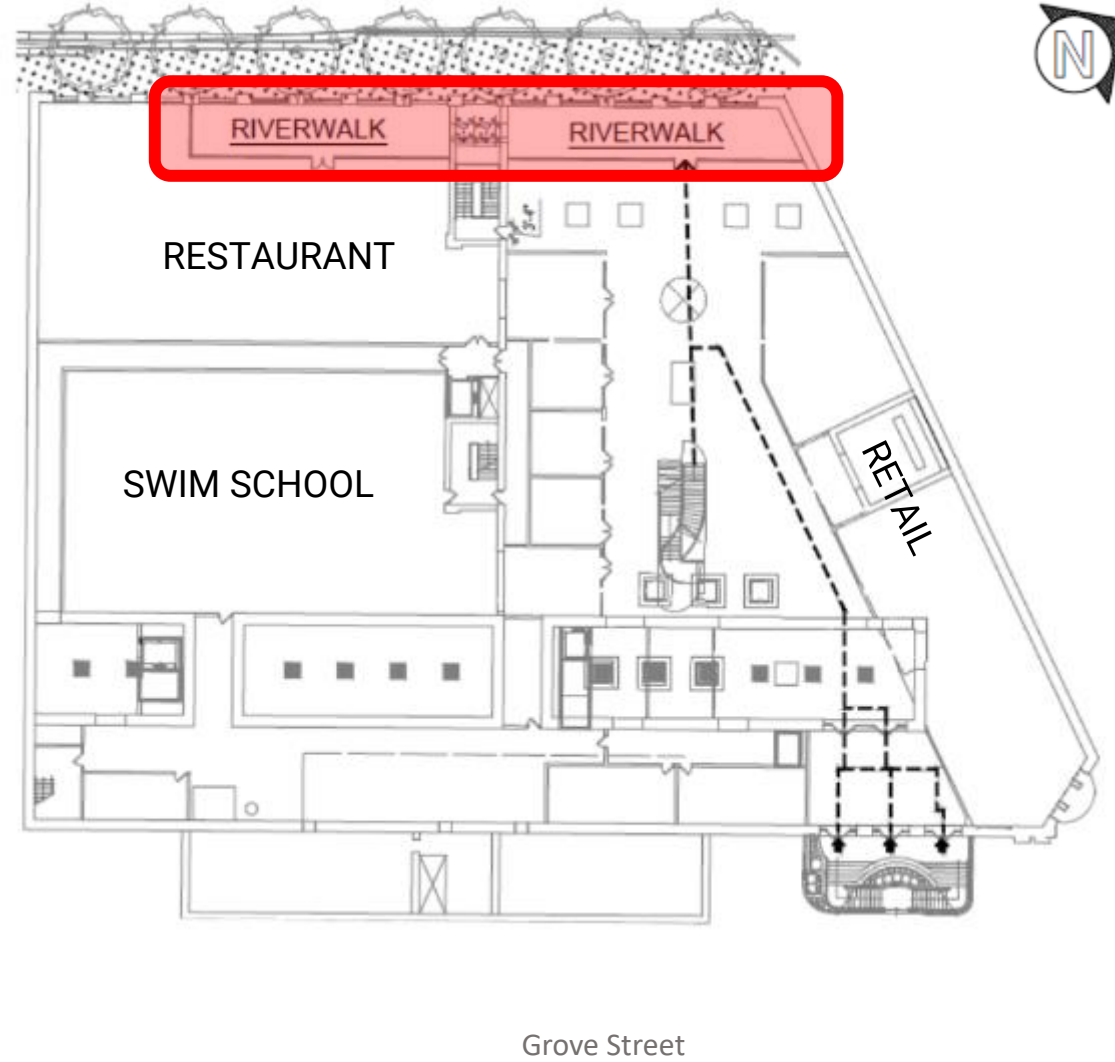 N
RIVERWALK
RIVERWALK
RESTAURANT
SWIM SCHOOL
RETAIL
Grove Street